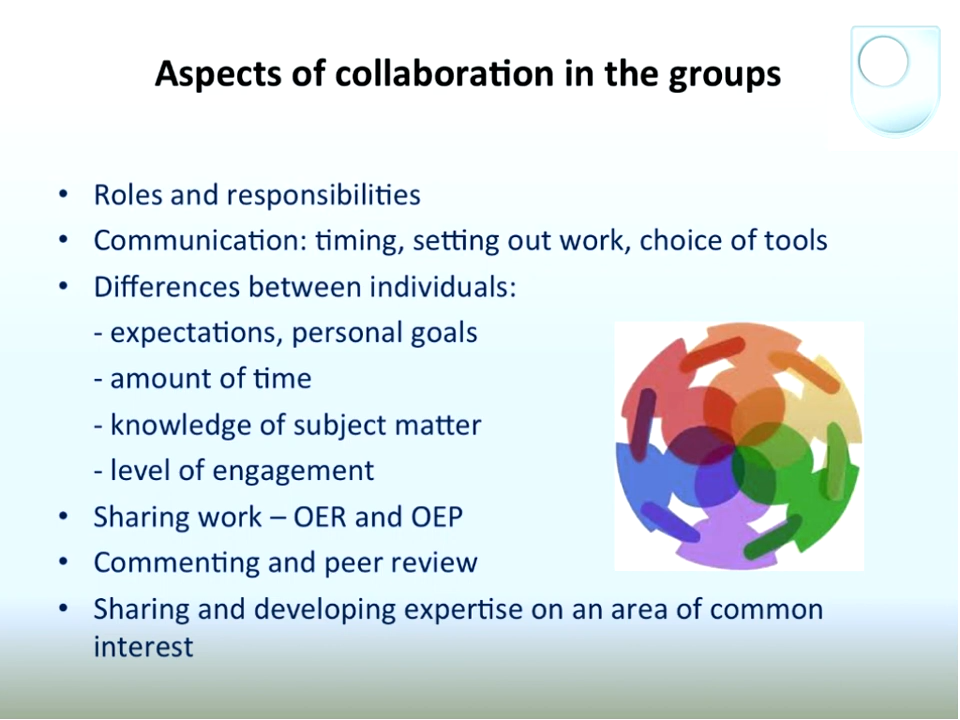 Aspects of collaboration in the groups
• Roles and responsibilities
• Communication: timing, setting out work, choice of tools
• Differences between individuals:
- expectations, personal goals
- amount of time
- knowledge of subject matter
- level of engagement
• Sharing work – OER and OEP
• Commenting and peer review
• Sharing and developing expertise on an area of common
interest